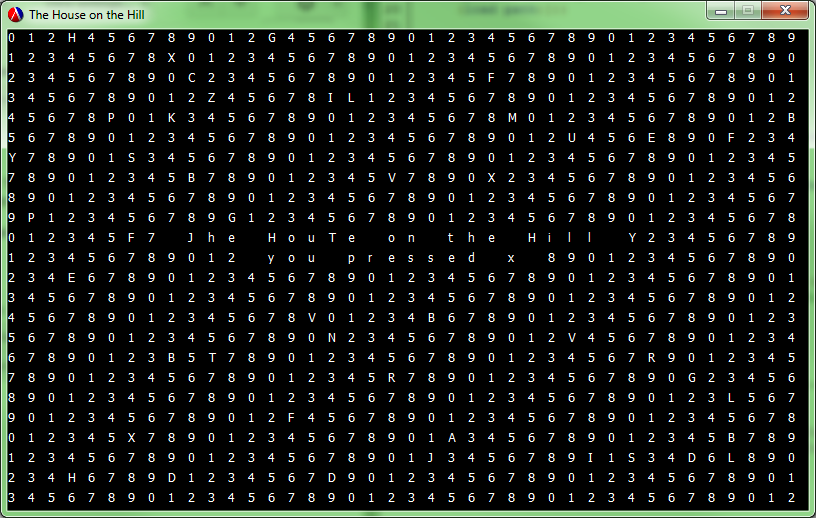 The House on the Hill
0 1 2 H 4 5 6 7 8 9 0 1 2 G 4 5 6 7 8 9 0 1 2 3 4 5 6 7 8 9 0 1 2 3 4 5 6 7 8 9
1 2 3 4 5 6 7 8 X 0 1 2 3 4 5 6 7 8 9 0 1 2 3 4 5 6 7 8 9 0 1 2 3 4 5 6 7 8 9 0
2 3 4 5 6 7 8 9 0 C 2 3 4 5 6 7 8 9 0 1 2 3 4 5 F 7 8 9 0 1 2 3 4 5 6 7 8 9 0 1
3 4 5 6 7 8 9 0 1 2 Z 4 5 6 7 8 I L 1 2 3 4 5 6 7 8 9 0 1 2 3 4 5 6 7 8 9 0 1 2
4 5 6 7 8 P 0 1 K 3 4 5 6 7 8 9 0 1 2 3 4 5 6 7 8 M 0 1 2 3 4 5 6 7 8 9 0 1 2 B
5 6 7 8 9 0 1 2 3 4 5 6 7 8 9 0 1 2 3 4 5 6 7 8 9 0 1 2 U 4 5 6 E 8 9 0 F 2 3 4
Y 7 8 9 0 1 S 3 4 5 6 7 8 9 0 1 2 3 4 5 6 7 8 9 0 1 2 3 4 5 6 7 8 9 0 1 2 3 4 5
7 8 9 0 1 2 3 4 5 B 7 8 9 0 1 2 3 4 5 V 7 8 9 0 X 2 3 4 5 6 7 8 9 0 1 2 3 4 5 6
8 9 0 1 2 3 4 5 6 7 8 9 0 1 2 3 4 5 6 7 8 9 0 1 2 3 4 5 6 7 8 9 0 1 2 3 4 5 6 7
9 P 1 2 3 4 5 6 7 8 9 G 1 2 3 4 5 6 7 8 9 0 1 2 3 4 5 6 7 8 9 0 1 2 3 4 5 6 7 8
0 1 2 3 4 5 F 7   J h e   H o u T e   o n   t h e   H i l l   Y 2 3 4 5 6 7 8 9
1 2 3 4 5 6 7 8 9 0 1 2   y o u   p r e s s e d   x   8 9 0 1 2 3 4 5 6 7 8 9 0
2 3 4 E 6 7 8 9 0 1 2 3 4 5 6 7 8 9 0 1 2 3 4 5 6 7 8 9 0 1 2 3 4 5 6 7 8 9 0 1
3 4 5 6 7 8 9 0 1 2 3 4 5 6 7 8 9 0 1 2 3 4 5 6 7 8 9 0 1 2 3 4 5 6 7 8 9 0 1 2
4 5 6 7 8 9 0 1 2 3 4 5 6 7 8 V 0 1 2 3 4 B 6 7 8 9 0 1 2 3 4 5 6 7 8 9 0 1 2 3
5 6 7 8 9 0 1 2 3 4 5 6 7 8 9 0 N 2 3 4 5 6 7 8 9 0 1 2 V 4 5 6 7 8 9 0 1 2 3 4
6 7 8 9 0 1 2 3 B 5 T 7 8 9 0 1 2 3 4 5 6 7 8 9 0 1 2 3 4 5 6 7 R 9 0 1 2 3 4 5
7 8 9 0 1 2 3 4 5 6 7 8 9 0 1 2 3 4 5 R 7 8 9 0 1 2 3 4 5 6 7 8 9 0 G 2 3 4 5 6
8 9 0 1 2 3 4 5 6 7 8 9 0 1 2 3 4 5 6 7 8 9 0 1 2 3 4 5 6 7 8 9 0 1 2 3 L 5 6 7
9 0 1 2 3 4 5 6 7 8 9 0 1 2 F 4 5 6 7 8 9 0 1 2 3 4 5 6 7 8 9 0 1 2 3 4 5 6 7 8
0 1 2 3 4 5 X 7 8 9 0 1 2 3 4 5 6 7 8 9 0 1 A 3 4 5 6 7 8 9 0 1 2 3 4 5 B 7 8 9
1 2 3 4 5 6 7 8 9 0 1 2 3 4 5 6 7 8 9 0 1 J 3 4 5 6 7 8 9 I 1 S 3 4 D 6 L 8 9 0
2 3 4 H 6 7 8 9 D 1 2 3 4 5 6 7 D 9 0 1 2 3 4 5 6 7 8 9 0 1 2 3 4 5 6 7 8 9 0 1
3 4 5 6 7 8 9 0 1 2 3 4 5 6 7 8 9 0 1 2 3 4 5 6 7 8 9 0 1 2 3 4 5 6 7 8 9 0 1 2